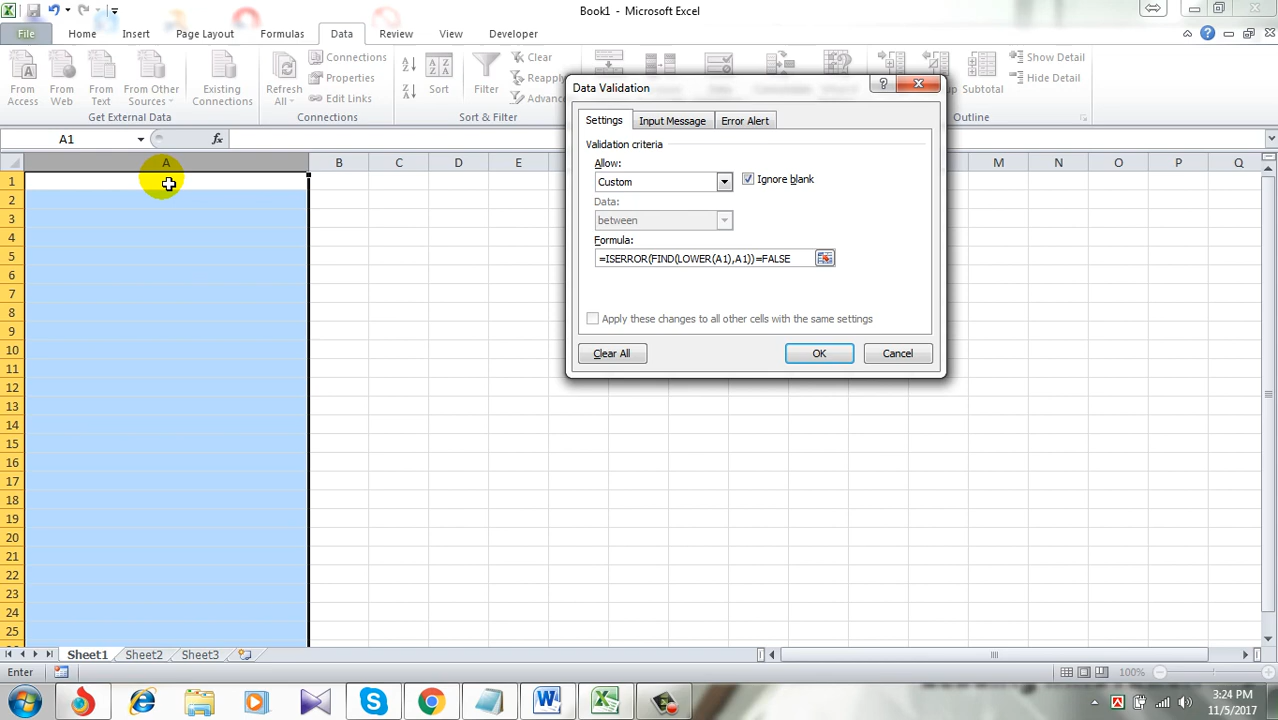 Book1 - Microsoft Excel
File Home Insert Page Layout Formulas Data Review View Developer
From Access
From Web
From Text
From Other Sources
Existing Connections
Get External Data
Refresh All
Connections
Properties
Edit Links
Connections
Sort
Filter
Clear
Reapply
Advanc
Sort & Filter
Subtotal
Show Detail
Hide Detail
Outline
A1 fx
A B C D E M N O P Q
1
2
3
4
5
6
7
8
9
10
11
12
13
14
15
16
17
18
19
20
21
22
23
24
25
Data Validation
Settings Input Message Error Alert
Validation criteria
Allow:
Custom Ignore blank
Data:
between
Formula:
=ISERROR(FIND(LOWER(A1),A1))=FALSE
Apply these changes to all other cells with the same settings
Clear All OK Cancel
Sheet1 Sheet2 Sheet3
Enter 100%
3:24 PM
11/5/2017